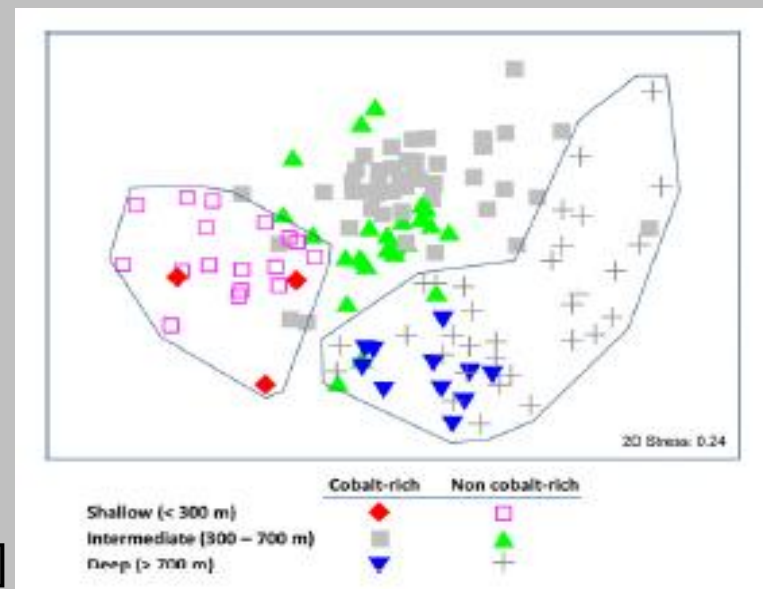 2D Stress: 0.24
Cobalt-rich Non cobalt-rich
Shallow (< 300 m)
Intermediate (300 – 700 m)
Deep (> 700 m)